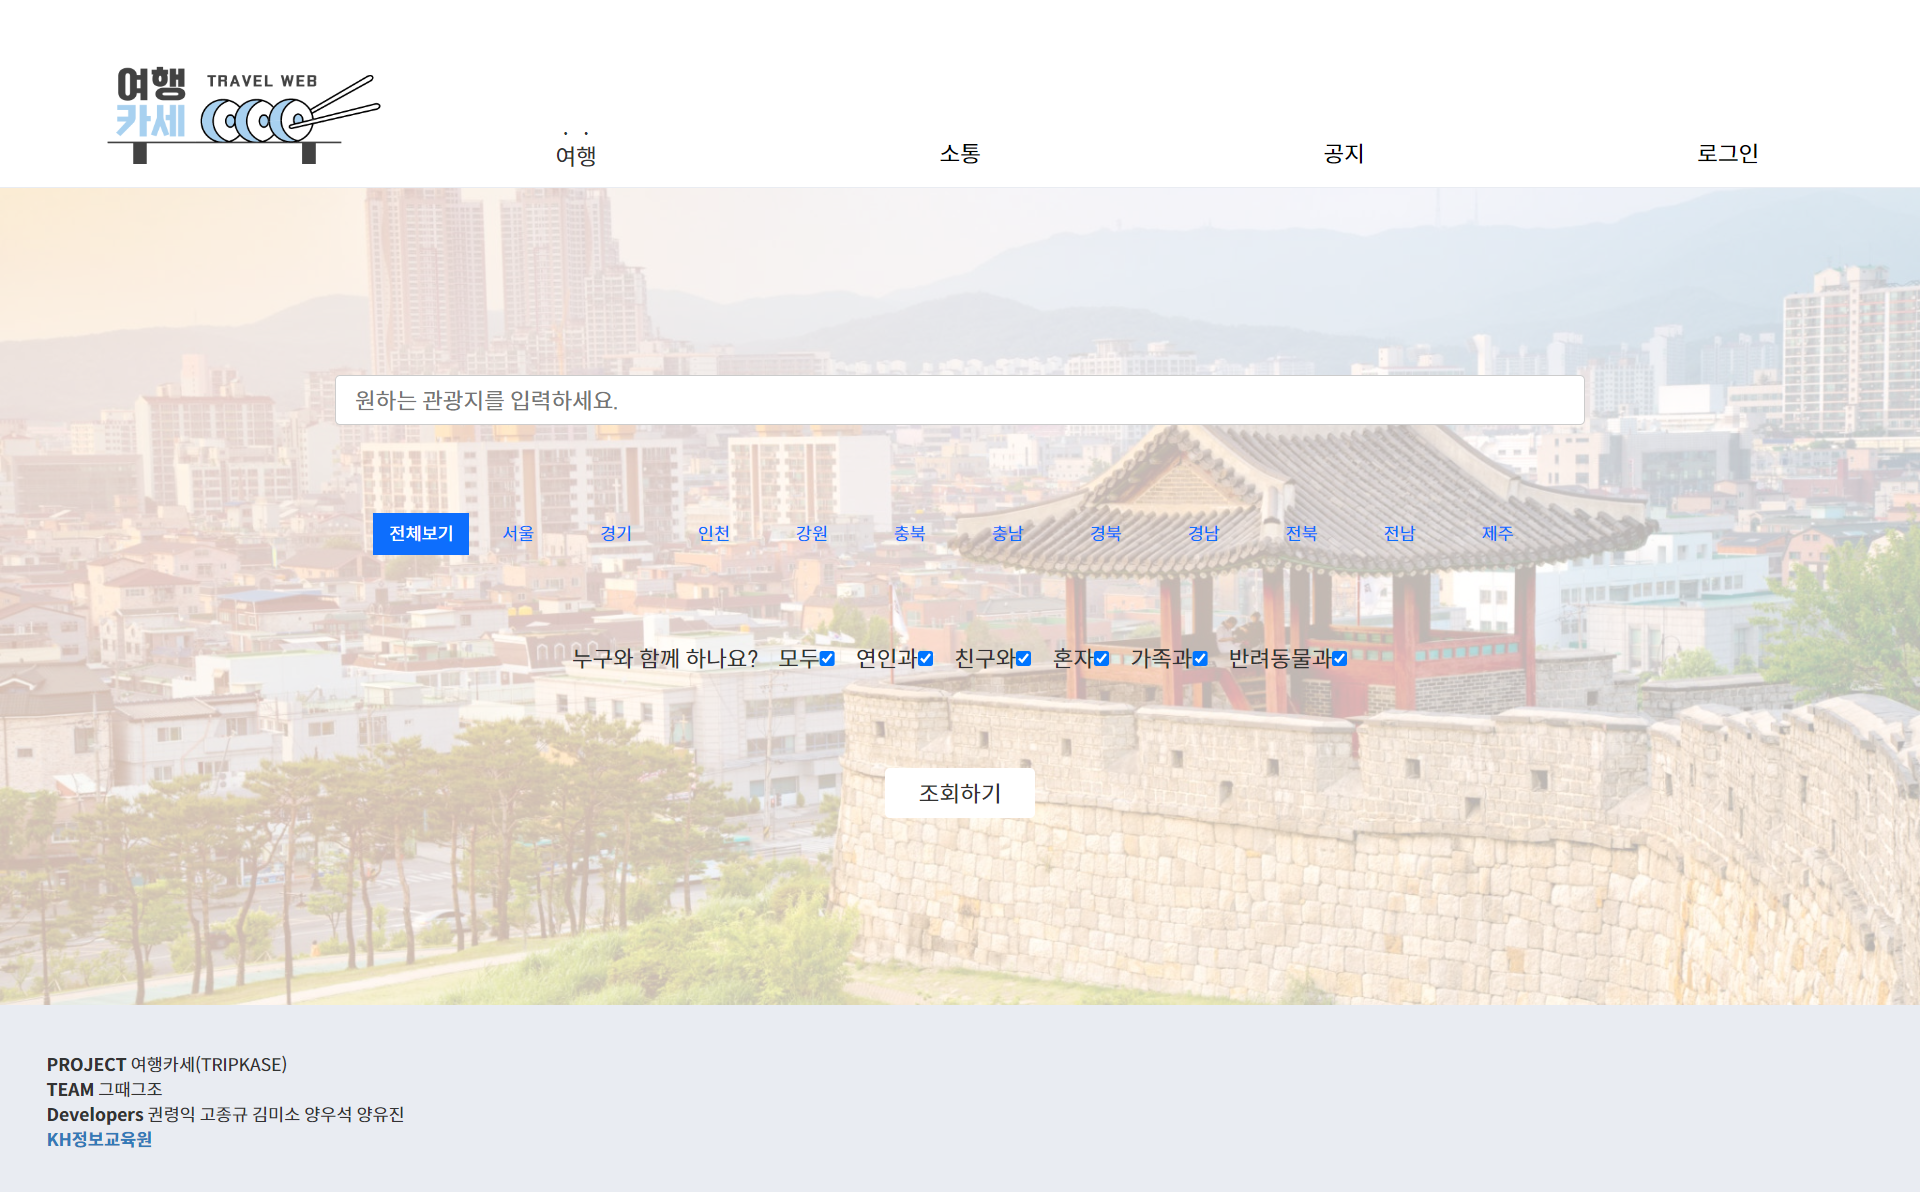 여행 TRAVEL WEB
카세
여행 소통 공지 로그인
원하는 관광지를 입력하세요.
전체보기 서울 경기 인천 강원 충북 충남 경북 경남 전북 전남 제주
누구와 함께 하나요? 모두 연인과 친구와 혼자 가족과 반려동물과
조회하기
PROJECT 여행카세(TRIPKASE)
TEAM 그때그조
Developers 권령익 고종규 김미소 양우석 양유진
KH정보교육원